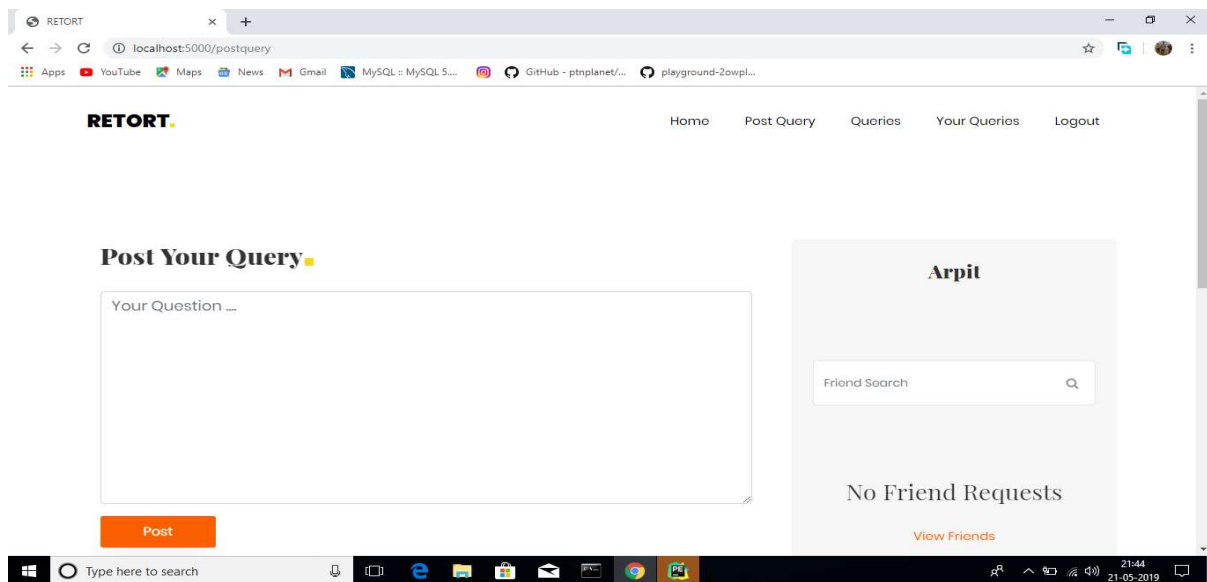 RETORT
localhost:5000/postquery
Apps YouTube Maps News Gmail MySQL :: MySQL 5.... GitHub - ptnplanet/... playground-2owpl...
RETORT.
Home Post Query Queries Your Queries Logout
Post Your Query
Your Question ....
Post
Arpit
Friend Search
No Friend Requests
View Friends
Type here to search
PE
21:44
21-05-2019